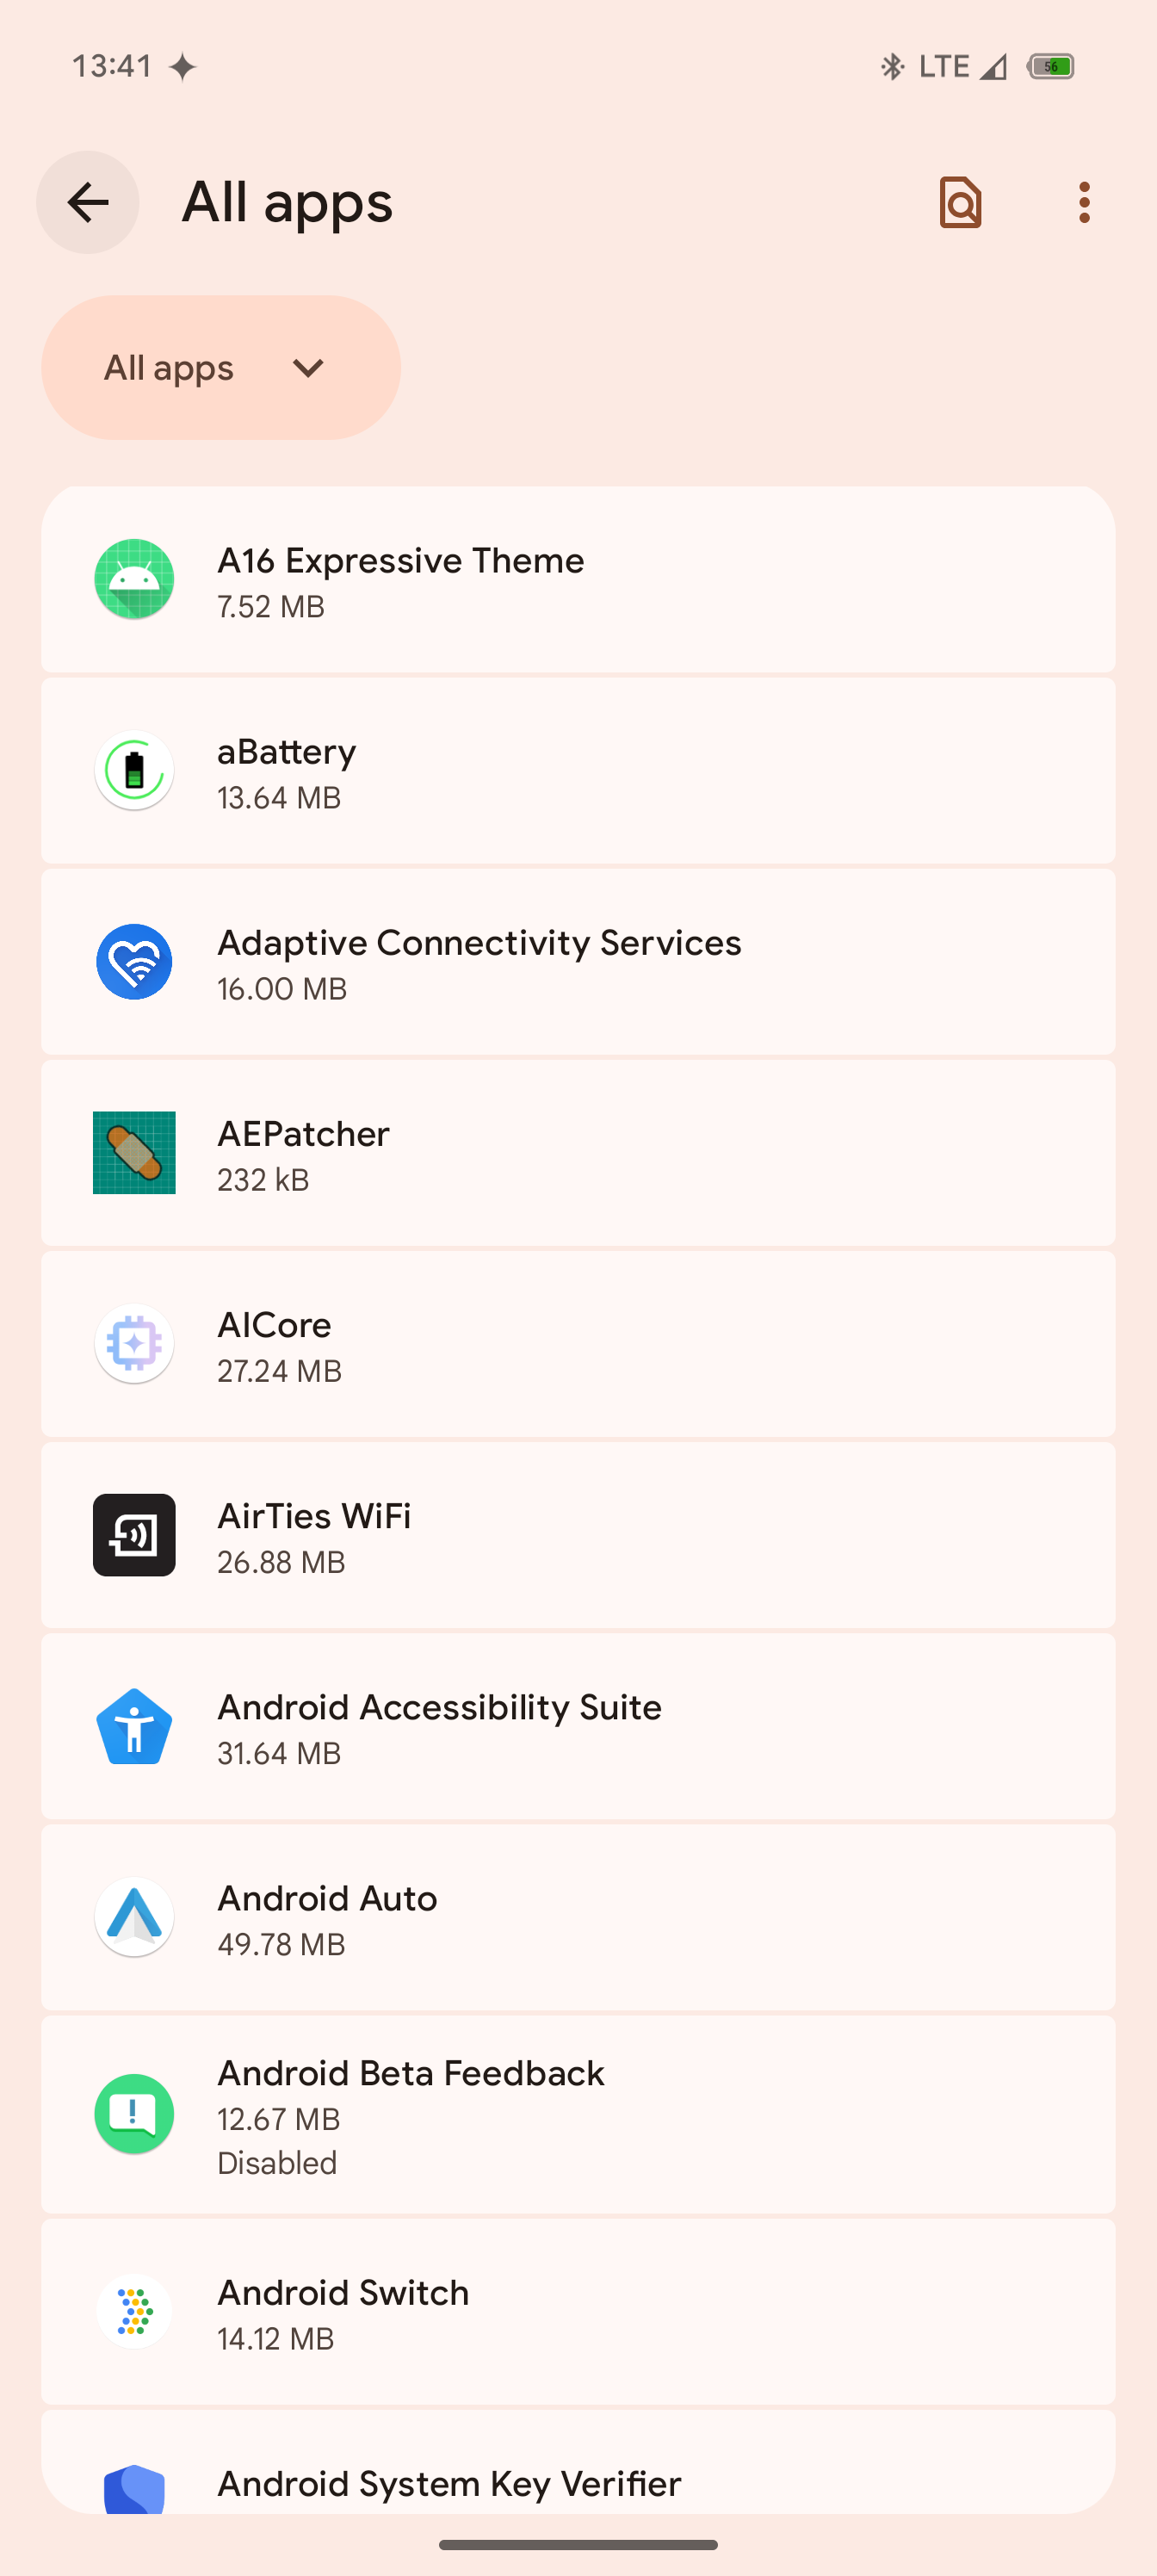 13:41 LTE 56
All apps
All apps
A16 Expressive Theme
7.52 MB
aBattery
13.64 MB
Adaptive Connectivity Services
16.00 MB
AEPatcher
232 kB
AICore
27.24 MB
AirTies WiFi
26.88 MB
Android Accessibility Suite
31.64 MB
Android Auto
49.78 MB
Android Beta Feedback
12.67 MB
Disabled
Android Switch
14.12 MB
Android System Key Verifier